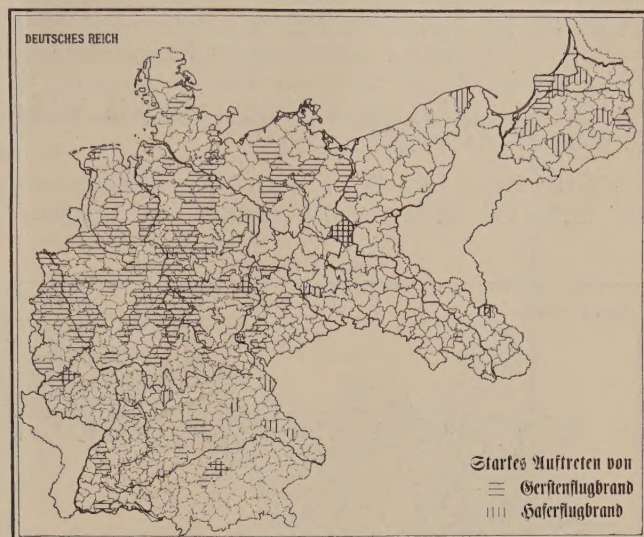 DEUTSCHES REICH
Starkes Auftreten von
Gerstenflugbrand
Haferflugbrand